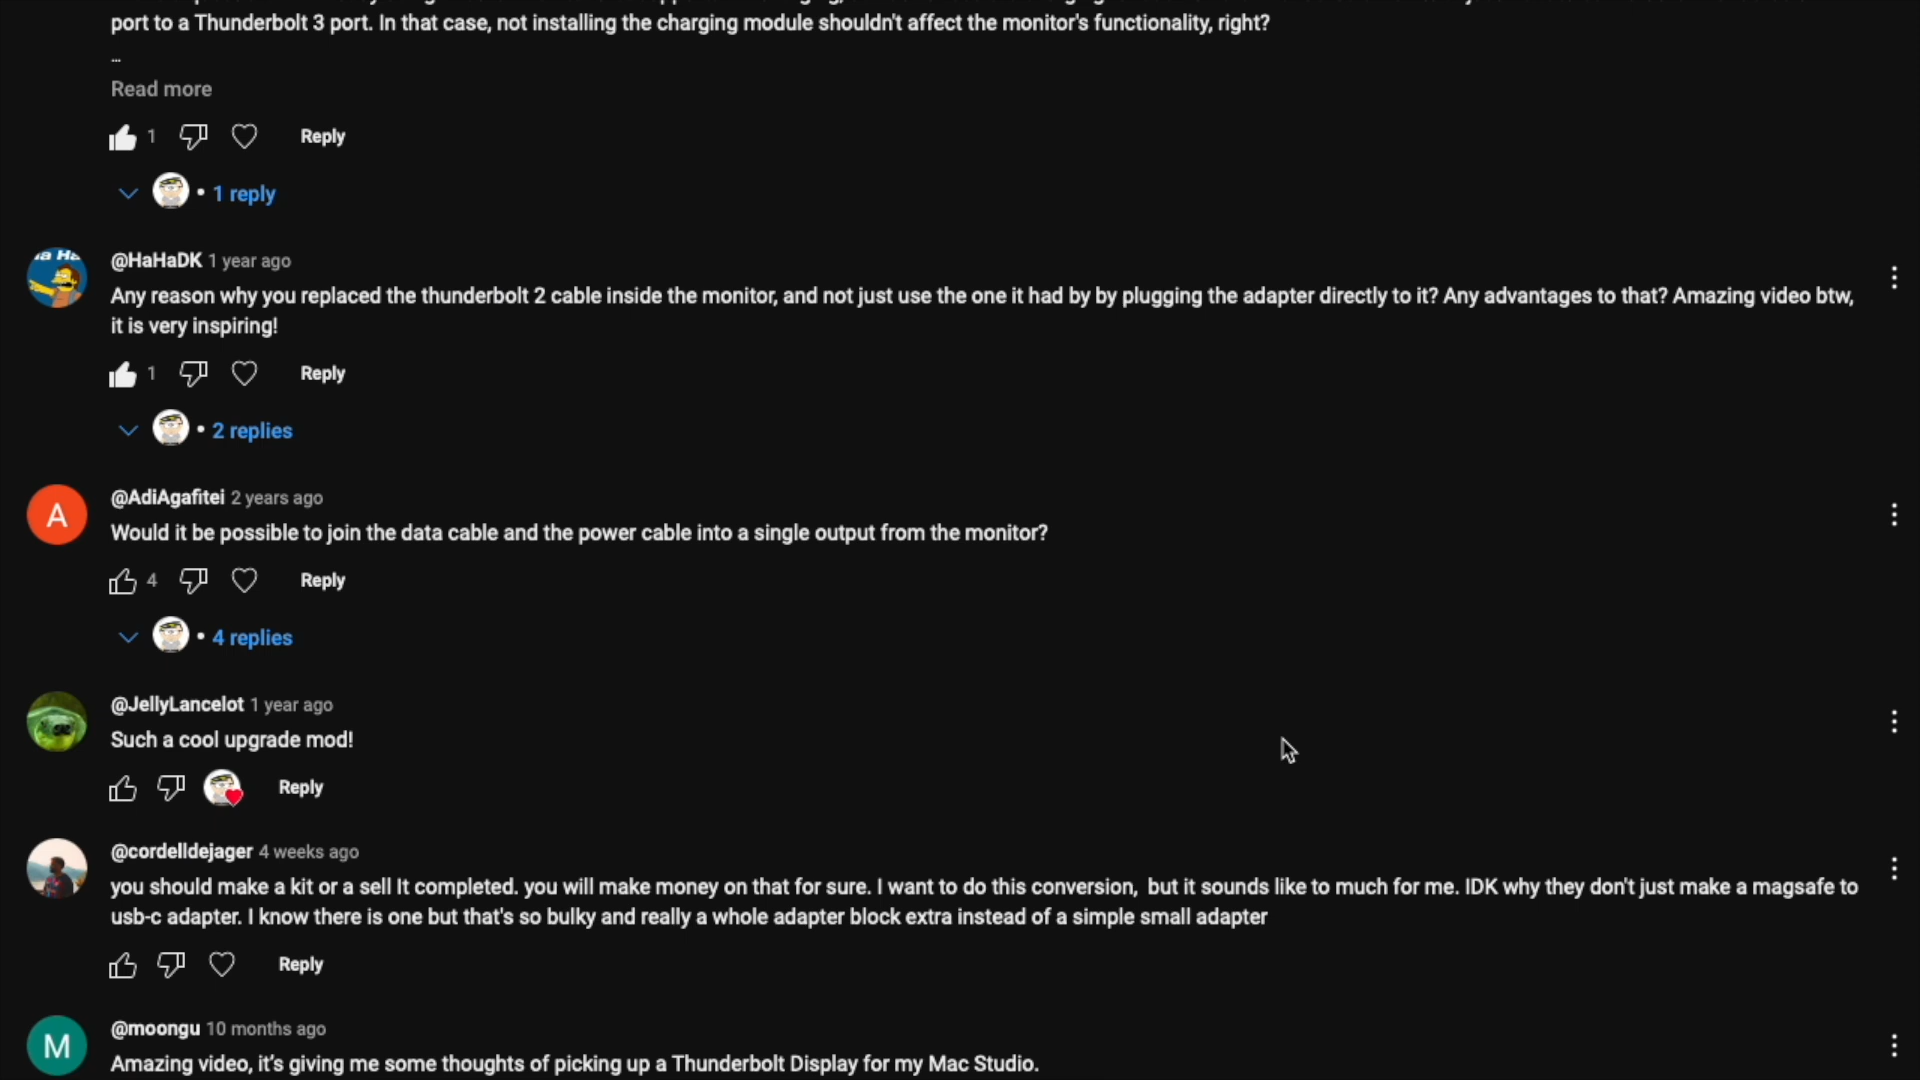 port to a Thunderbolt 3 port. In that case, not installing the charging module shouldn't affect the monitor's functionality, right?
...
Read more
1 Reply
• 1 reply
@HaHaDK 1 year ago
Any reason why you replaced the thunderbolt 2 cable inside the monitor, and not just use the one it had by by plugging the adapter directly to it? Any advantages to that? Amazing video btw,
it is very inspiring!
1 Reply
• 2 replies
A
@AdiAgafitei 2 years ago
Would it be possible to join the data cable and the power cable into a single output from the monitor?
4 Reply
• 4 replies
@JellyLancelot 1 year ago
Such a cool upgrade mod!
Reply
@cordelldejager 4 weeks ago
you should make a kit or a sell It completed. you will make money on that for sure. I want to do this conversion, but it sounds like to much for me. IDK why they don't just make a magsafe to
usb-c adapter. I know there is one but that's so bulky and really a whole adapter block extra instead of a simple small adapter
Reply
M
@moongu 10 months ago
Amazing video, it's giving me some thoughts of picking up a Thunderbolt Display for my Mac Studio.